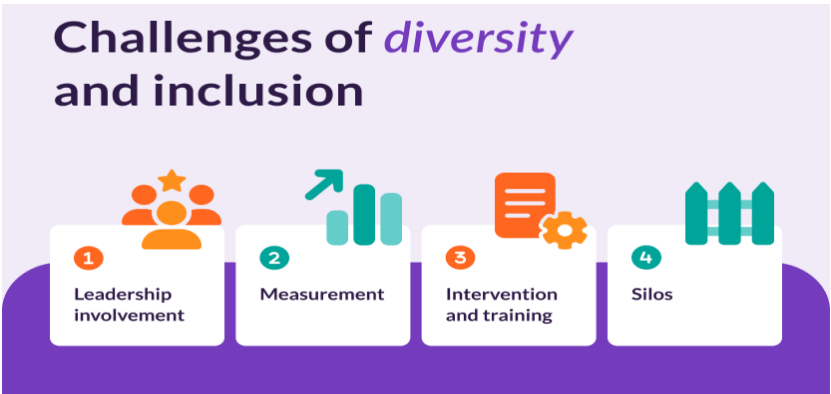 Challenges of diversity
and inclusion
1
Leadership
involvement
2
Measurement
3
Intervention
and training
4
Silos